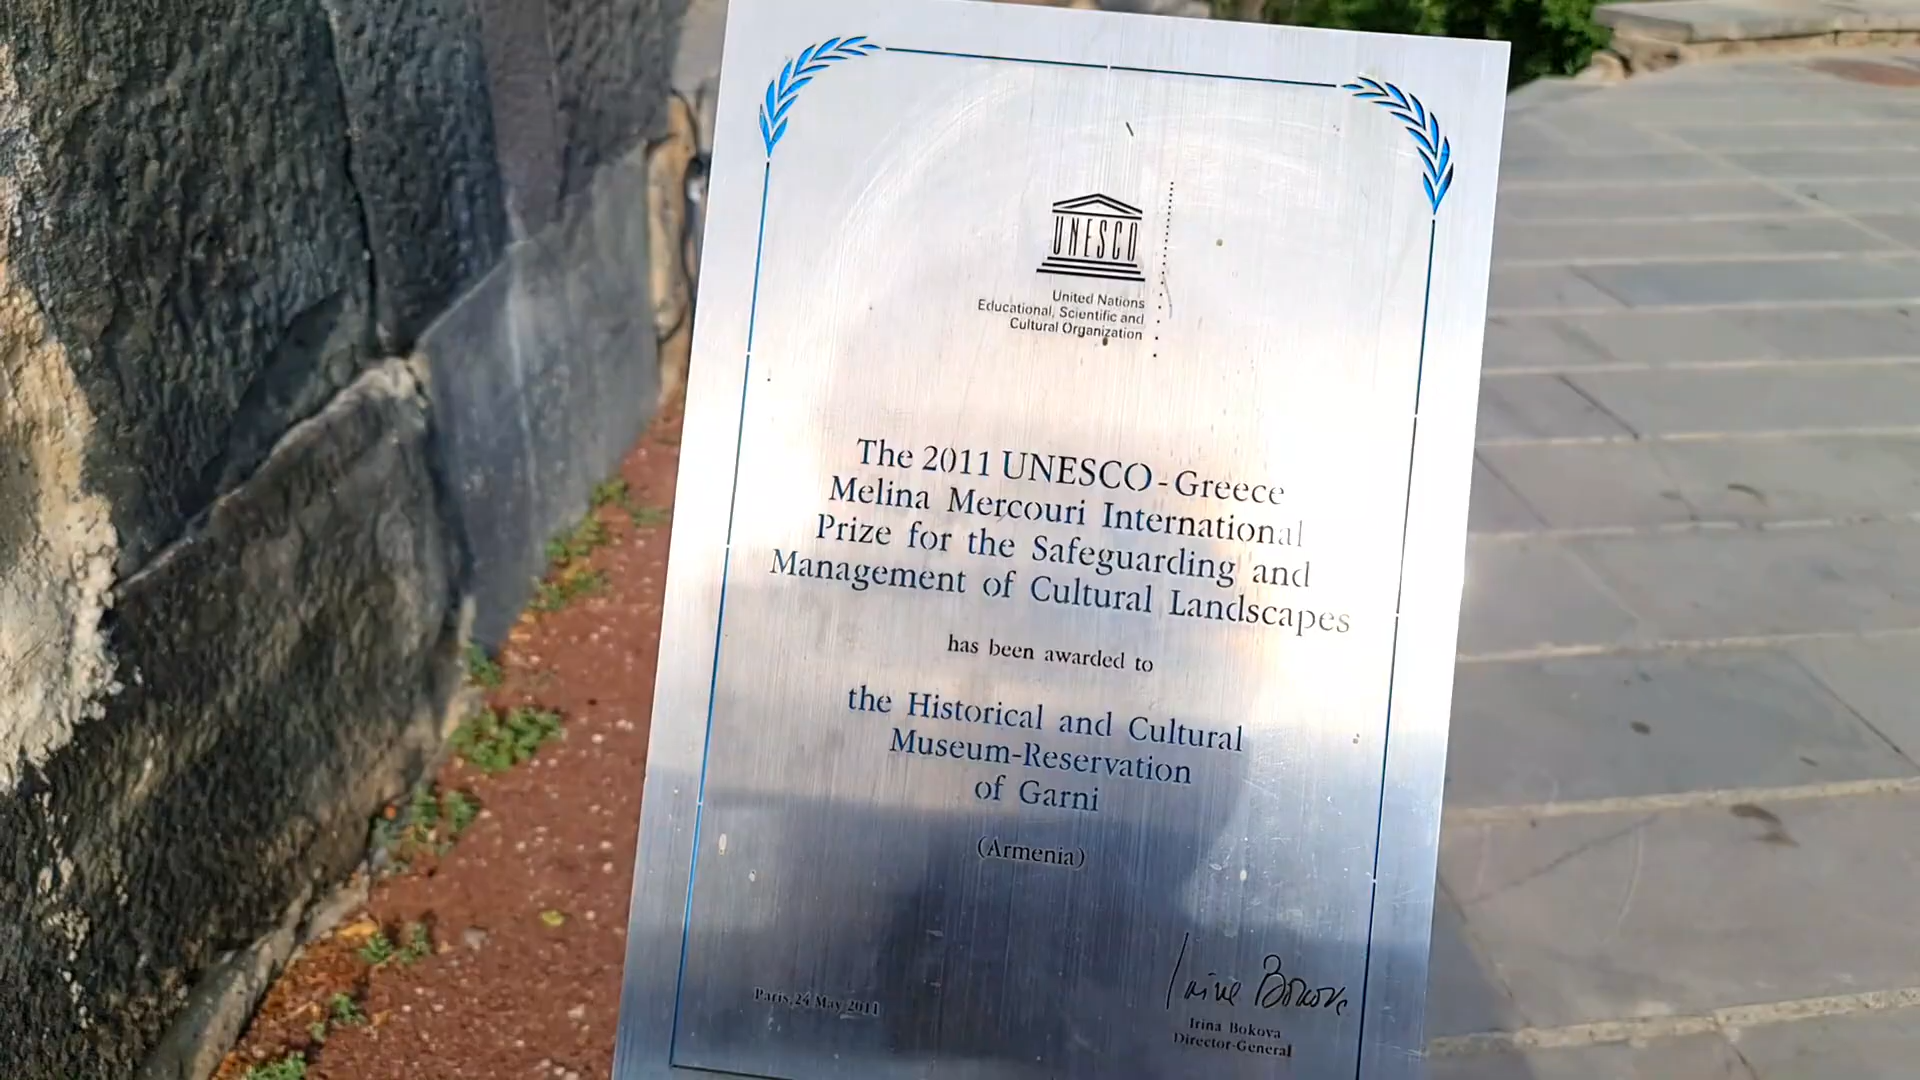 UNESCO
United Nations
Educational, Scientific and
Cultural Organization
The 2011 UNESCO - Greece
Melina Mercouri International
Prize for the Safeguarding and
Management of Cultural Landscapes
has been awarded to
the Historical and Cultural
Museum-Reservation
of Garni
(Armenia)
Paris, 24 May 2011
Irina Bokova
Irina Bokova
Director-General